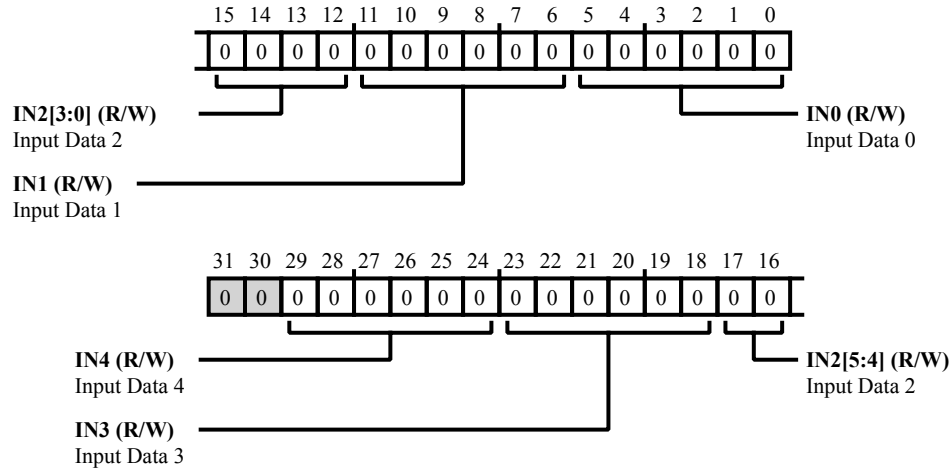 15 14 13 12 11 10 9 8 7 6 5 4 3 2 1 0
0 0 0 0 0 0 0 0 0 0 0 0 0 0 0 0
IN2[3:0] (R/W)
Input Data 2
IN0 (R/W)
Input Data 0
IN1 (R/W)
Input Data 1
31 30 29 28 27 26 25 24 23 22 21 20 19 18 17 16
0 0 0 0 0 0 0 0 0 0 0 0 0 0 0 0
IN4 (R/W)
Input Data 4
IN2[5:4] (R/W)
Input Data 2
IN3 (R/W)
Input Data 3